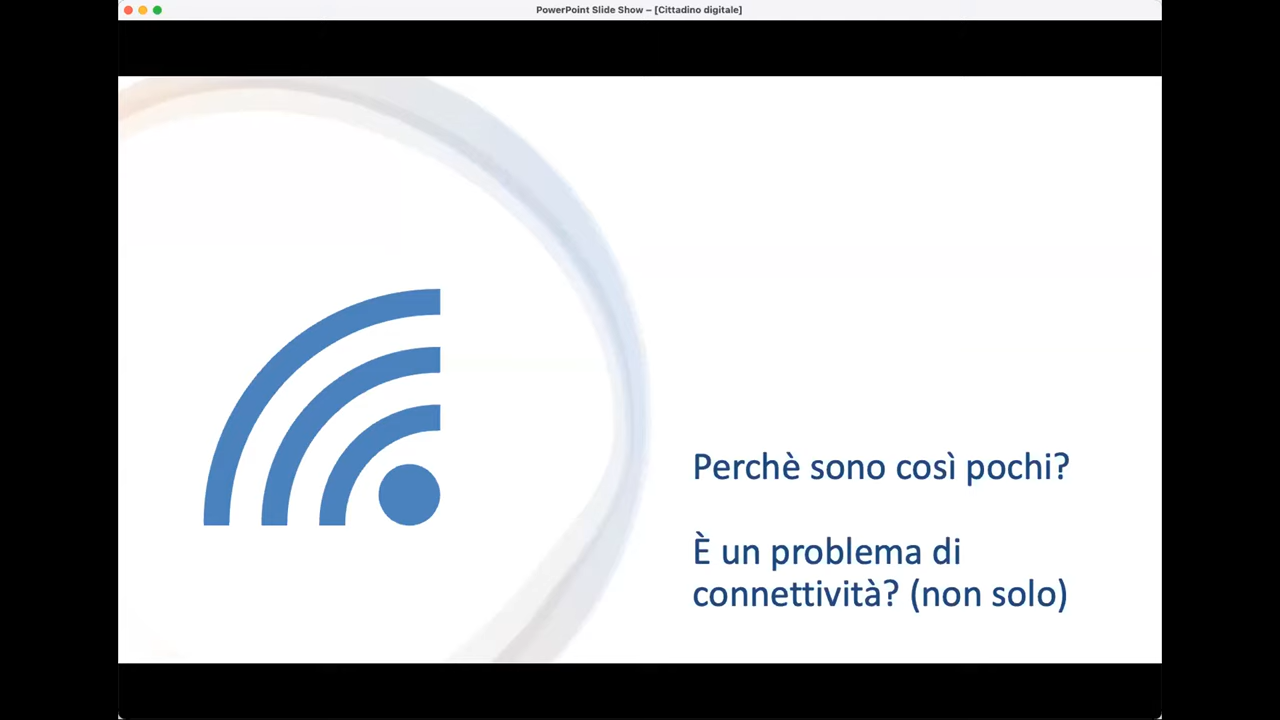 PowerPoint Slide Show – [Cittadino digitale]
Perchè sono così pochi?
È un problema di
connettività? (non solo)